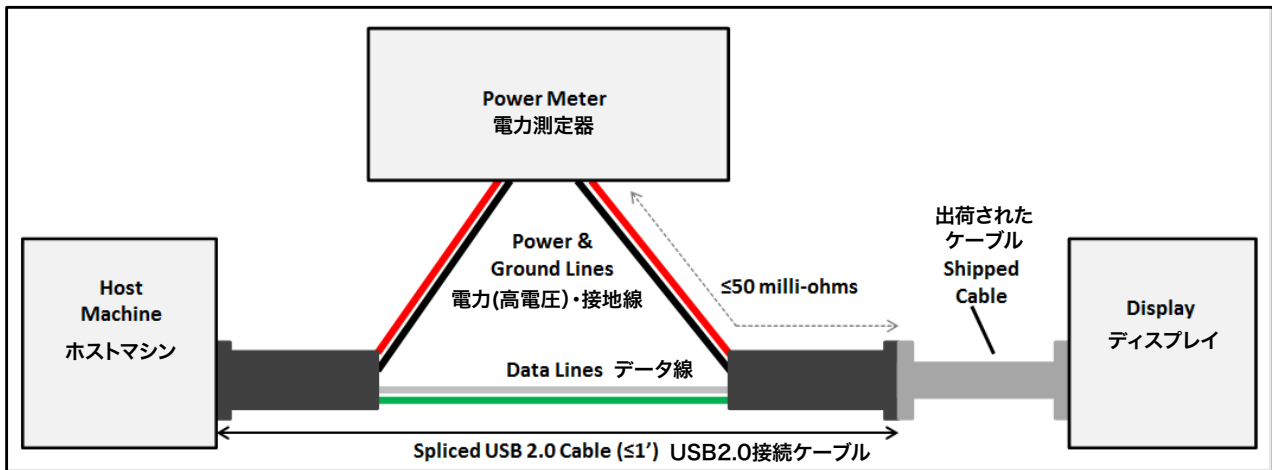 Power Meter
電力測定器
Host
Machine
ホストマシン
Power &
Ground Lines
電力(高電圧)・接地線
≤50 milli-ohms
出荷された
ケーブル
Shipped
Cable
Display
ディスプレイ
Data Lines データ線
Spliced USB 2.0 Cable (≤1’) USB2.0接続ケーブル